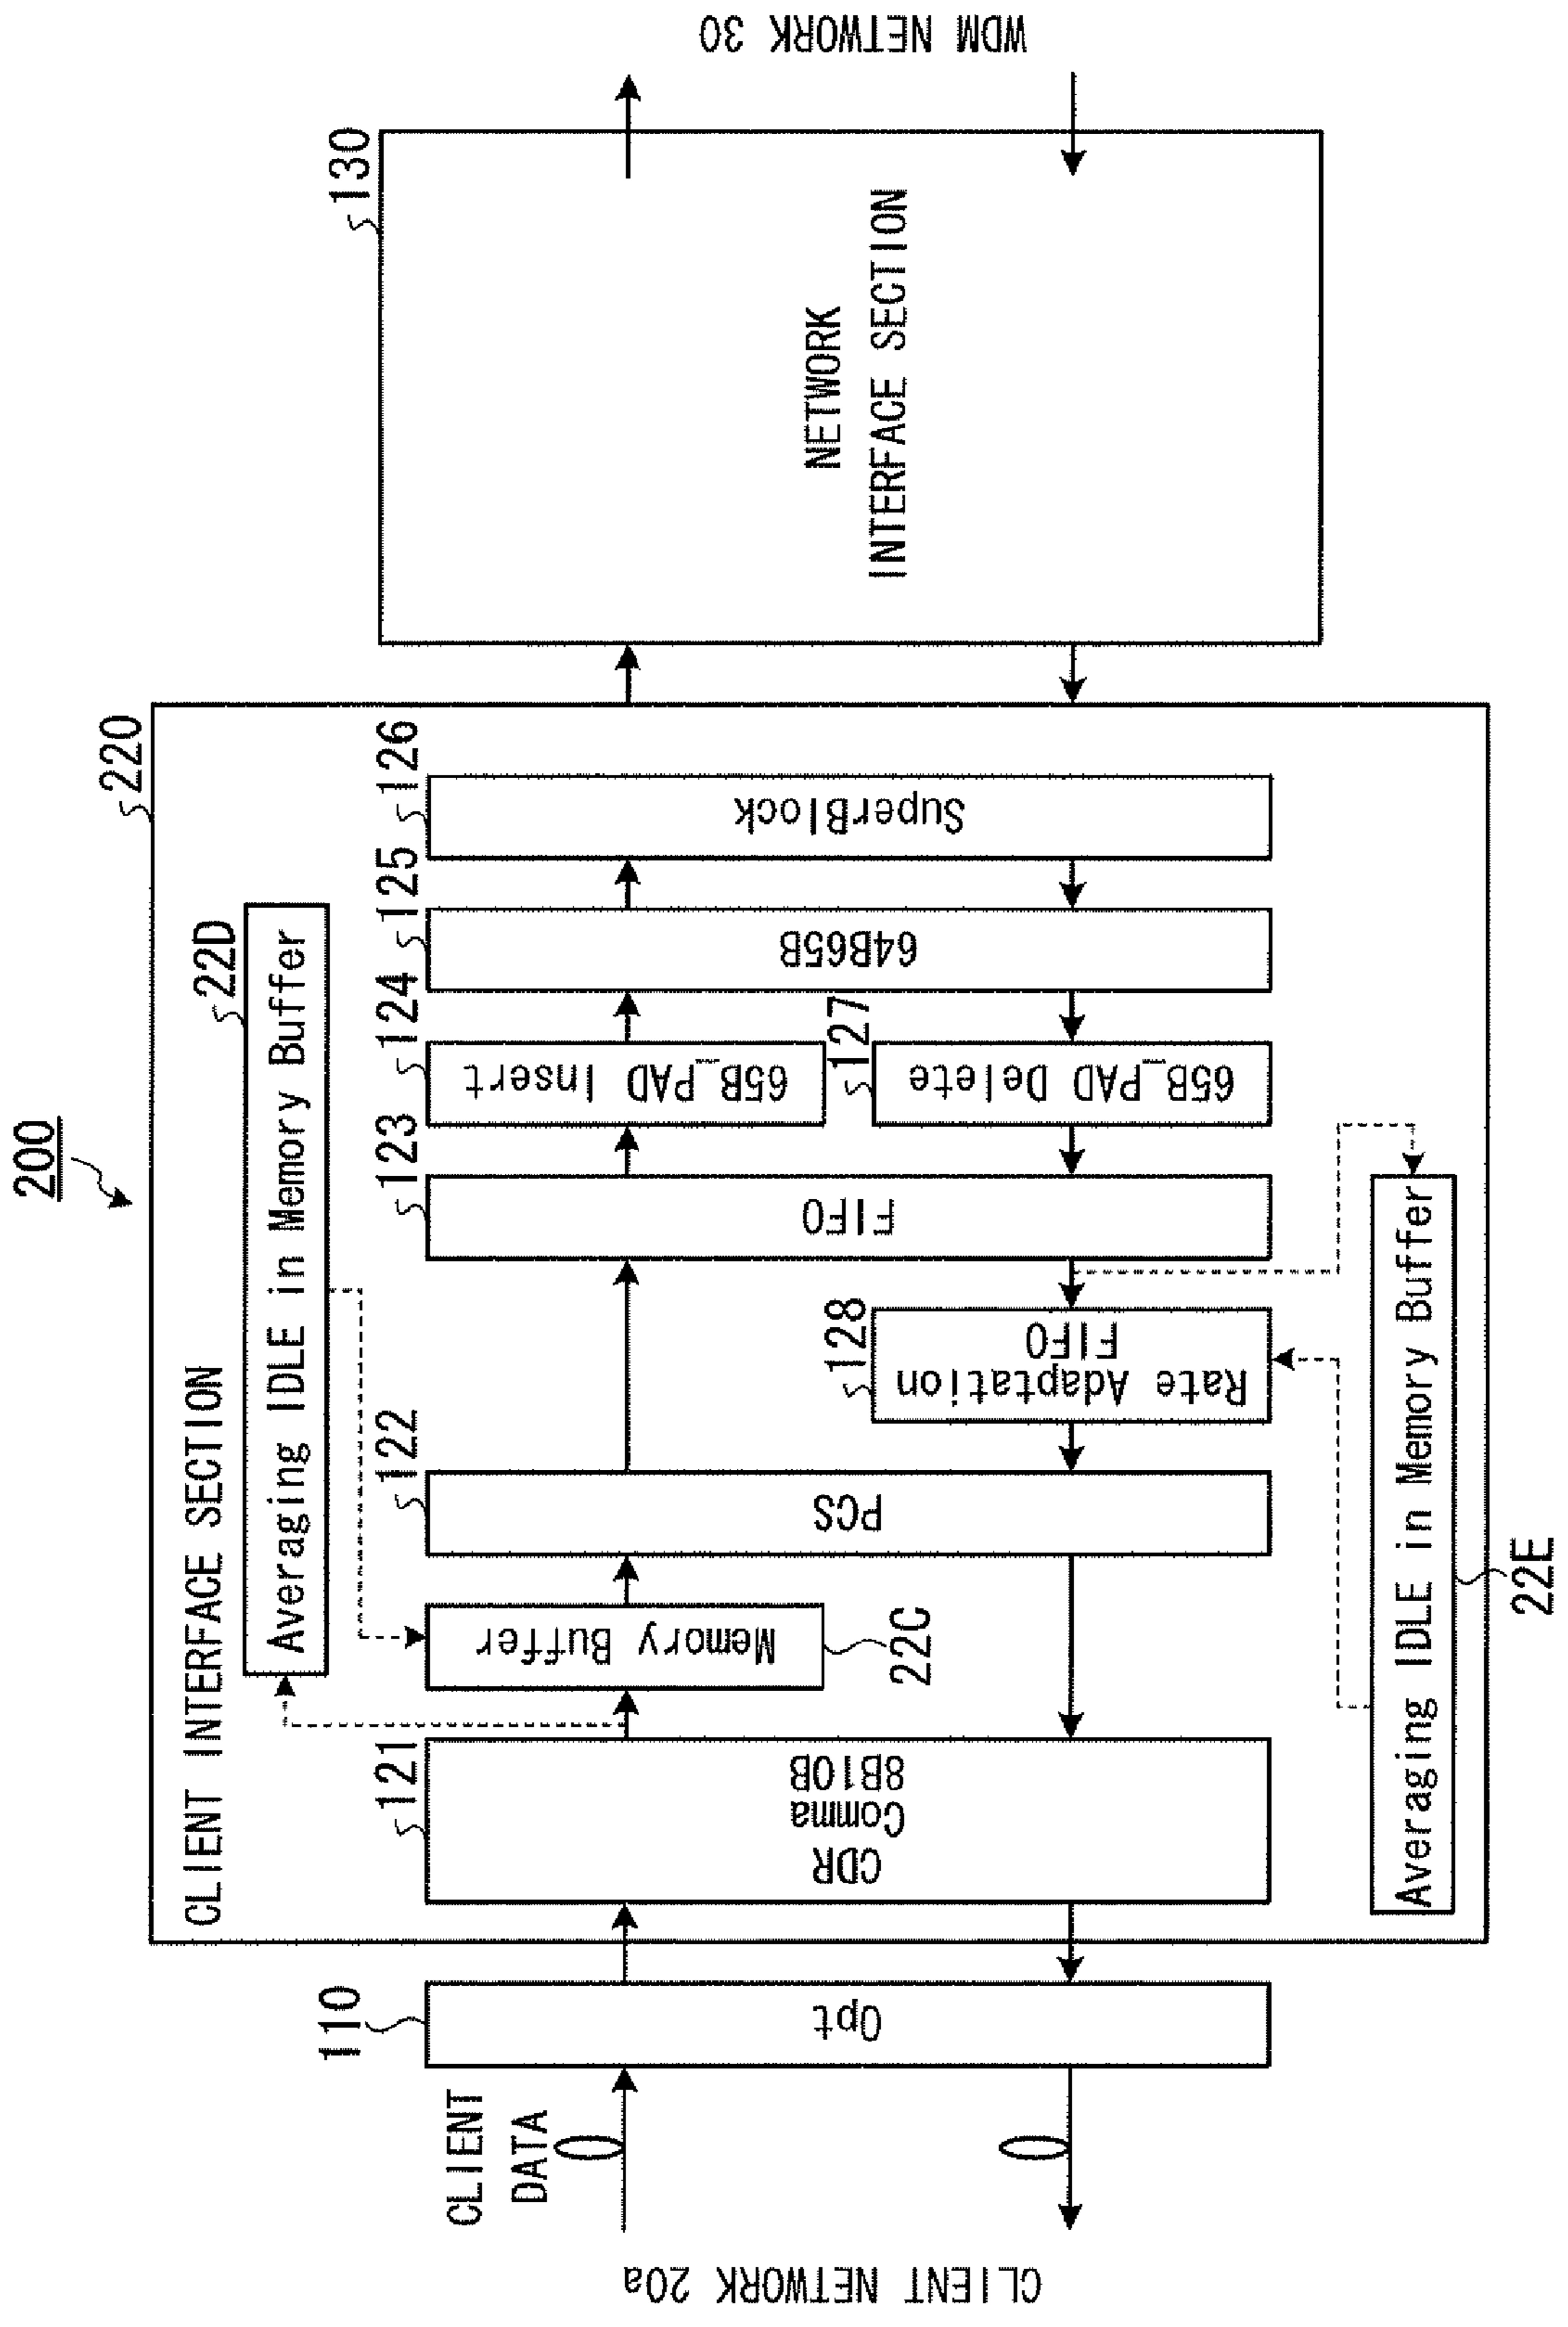 200
220
CLIENT INTERFACE SECTION
22D
Averaging IDLE in Memory Buffer
110
Opt
CLIENT
DATA
CLIENT NETWORK 20a
121
CDR
Comma
8B10B
Memory Buffer
22C
122
PCS
128
Rate Adaptation
FIFO
123
FIFO
124
65B_PAD Insert
127
65B_PAD Delete
125
64B65B
126
SuperBlock
Averaging IDLE in Memory Buffer
22E
130
NETWORK
INTERFACE SECTION
WDM NETWORK 30